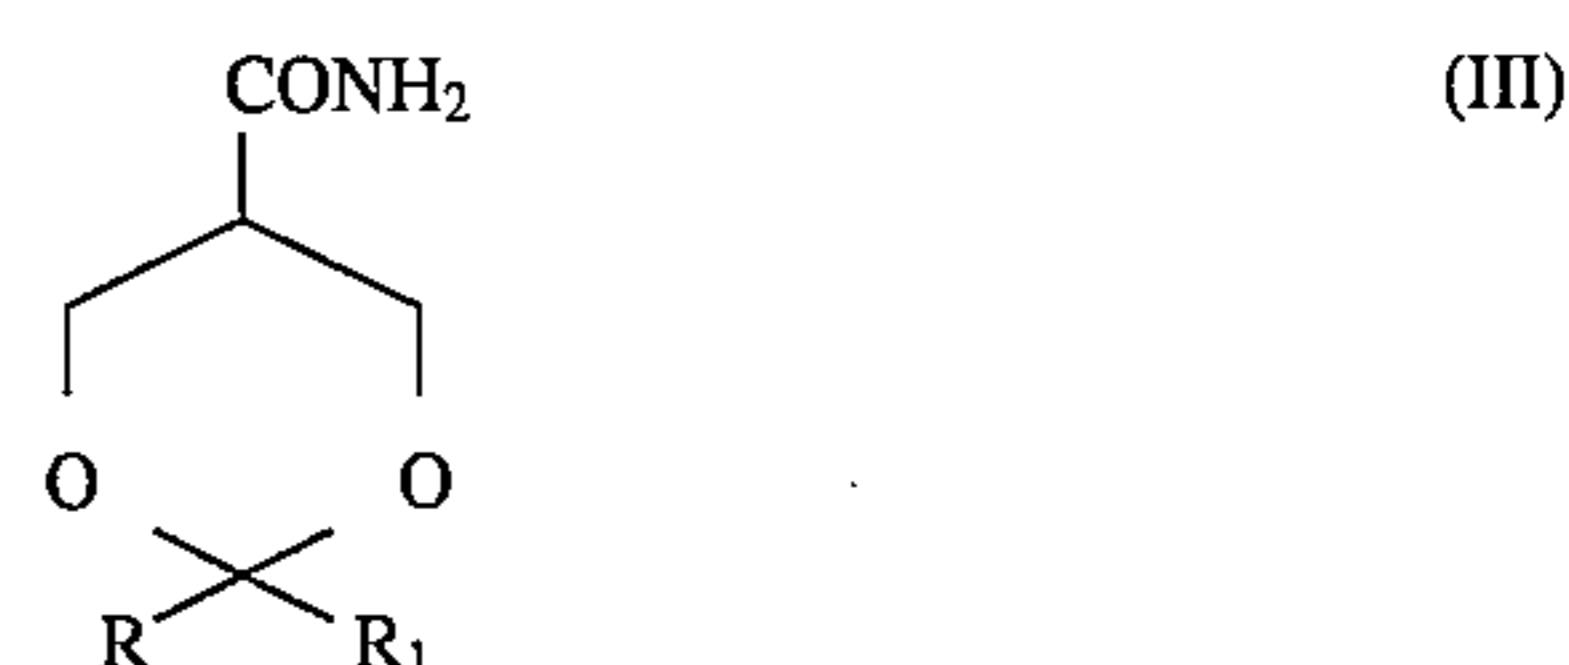 CONH₂ (III)
O O
R R₁